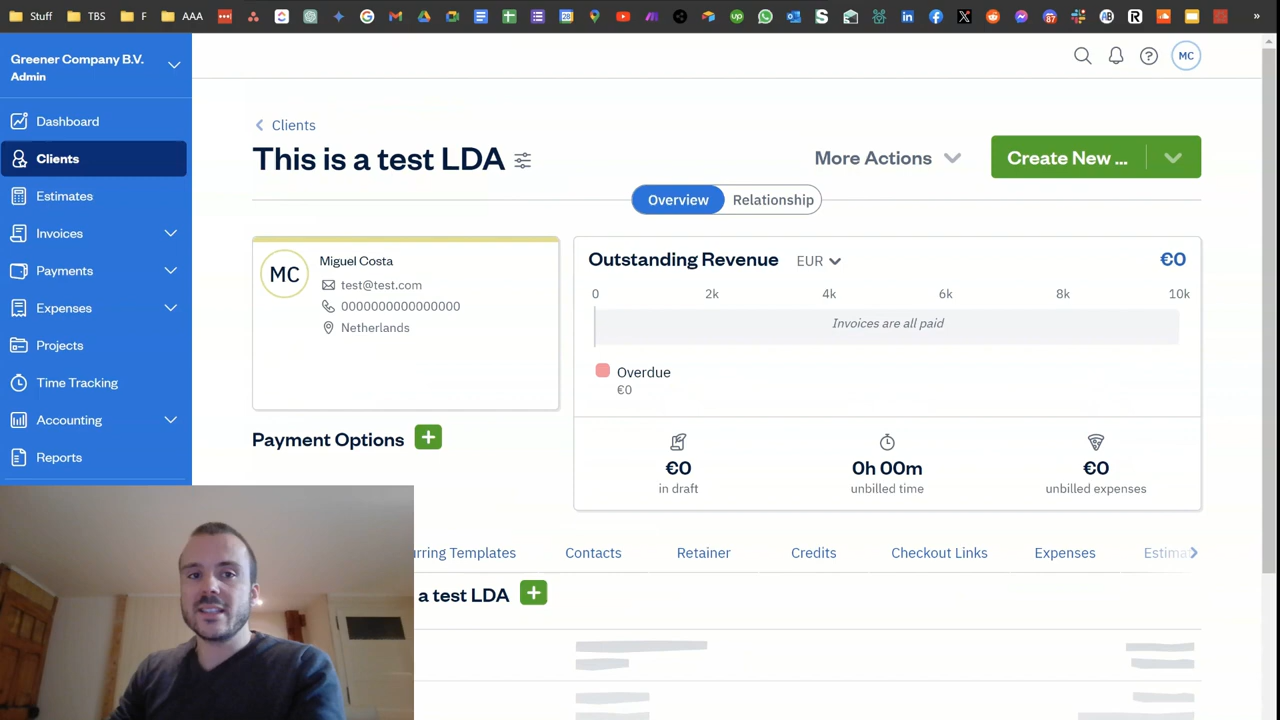 Stuff
TBS
F
AAA
87
AB
»
Greener Company B.V.
Admin
MC
Dashboard
Clients
Estimates
Invoices
Payments
Expenses
Projects
Time Tracking
Accounting
Reports
Clients
This is a test LDA
More Actions
Create New ...
Overview
Relationship
MC
Miguel Costa
test@test.com
0000000000000000
Netherlands
Payment Options
Outstanding Revenue
EUR
€0
0 2k 4k 6k 8k 10k
Invoices are all paid
Overdue
€0
€0
in draft
0h 00m
unbilled time
€0
unbilled expenses
urring Templates
Contacts
Retainer
Credits
Checkout Links
Expenses
Estima
a test LDA